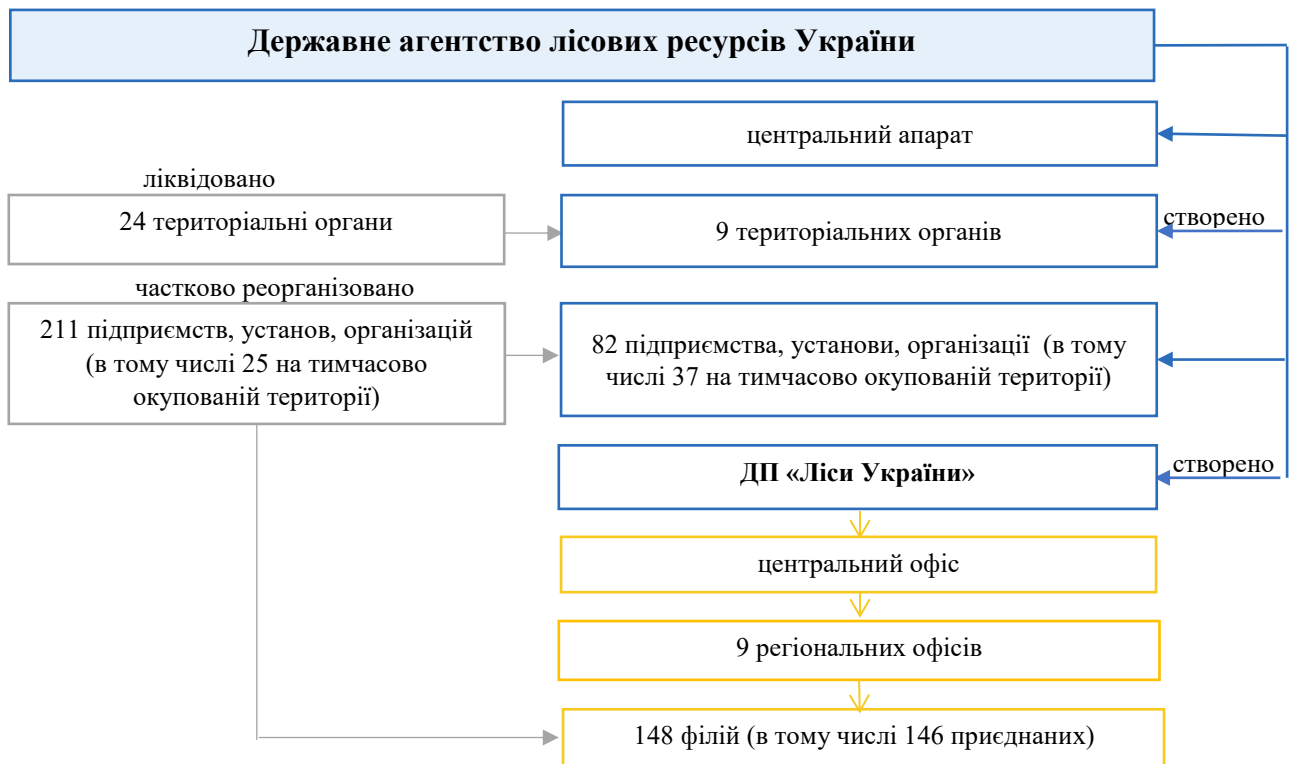 Державне агентство лісових ресурсів України
центральний апарат
ліквідовано
24 територіальні органи
9 територіальних органів
створено
частково реорганізовано
211 підприємств, установ, організацій
(в тому числі 25 на тимчасово
окупованій території)
82 підприємства, установи, організації (в тому
числі 37 на тимчасово окупованій території)
ДП «Ліси України»
створено
центральний офіс
9 регіональних офісів
148 філій (в тому числі 146 приєднаних)